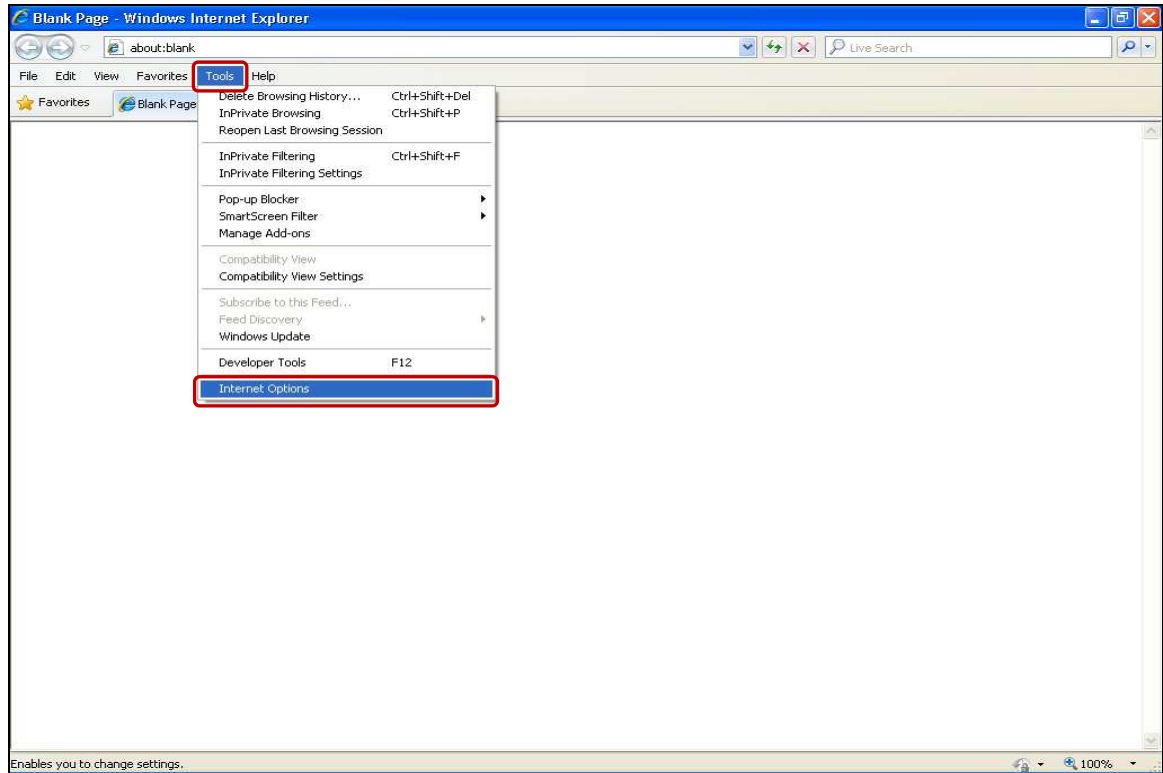 Blank Page - Windows Internet Explorer
about:blank
Live Search
File Edit View Favorites Tools Help
Favorites Blank Page
Delete Browsing History... Ctrl+Shift+Del
InPrivate Browsing Ctrl+Shift+P
Reopen Last Browsing Session
InPrivate Filtering Ctrl+Shift+F
InPrivate Filtering Settings
Pop-up Blocker
SmartScreen Filter
Manage Add-ons
Compatibility View
Compatibility View Settings
Subscribe to this Feed...
Feed Discovery
Windows Update
Developer Tools F12
Internet Options
Enables you to change settings. 100%